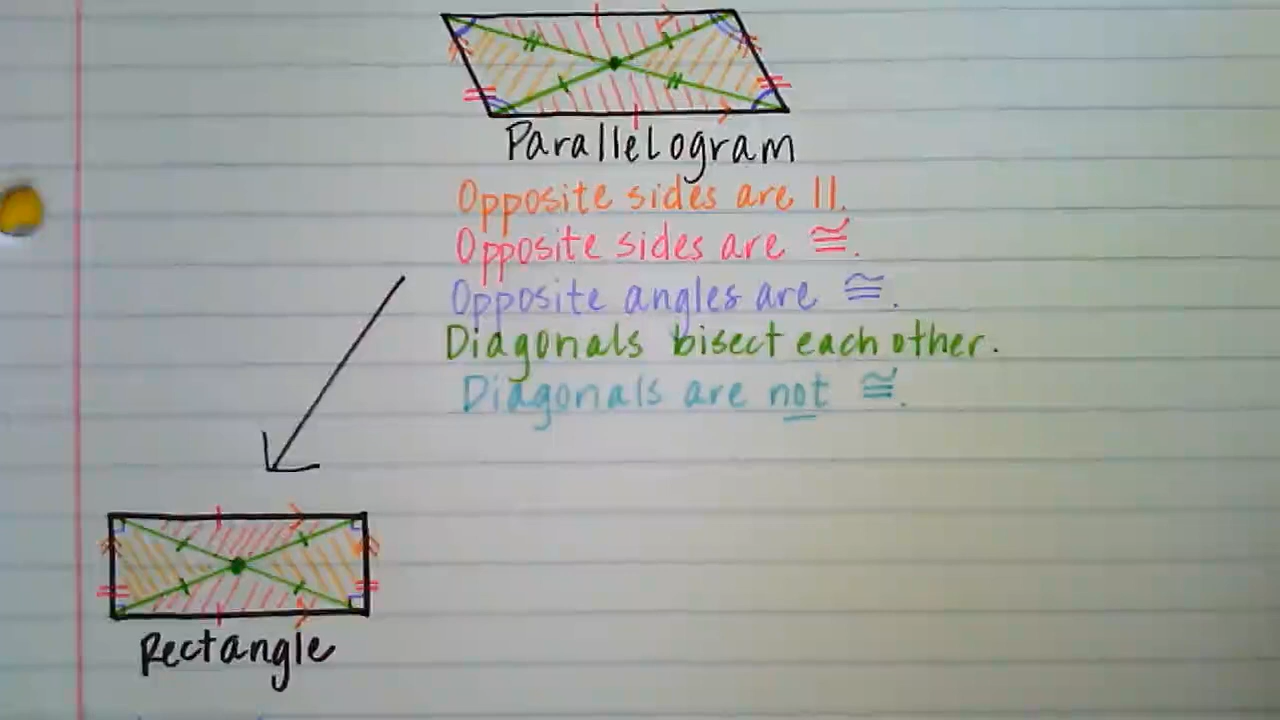 Parallelogram
Opposite sides are ||.
Opposite sides are ≅.
Opposite angles are ≅.
Diagonals bisect each other.
Diagonals are not ≅.
Rectangle